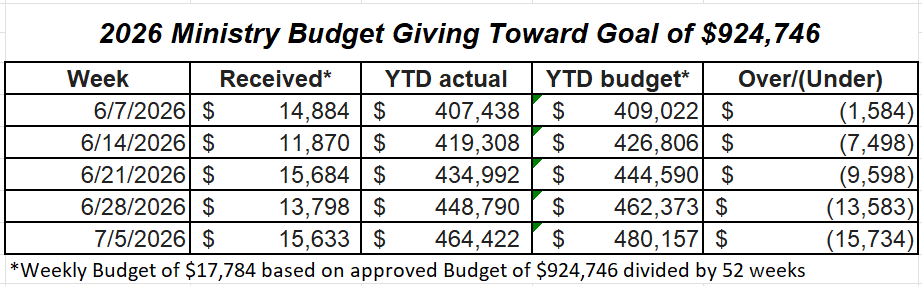 2026 Ministry Budget Giving Toward Goal of $924,746
Week Received* YTD actual YTD budget* Over/(Under)
6/7/2026 $ 14,884 $ 407,438 $ 409,022 $ (1,584)
6/14/2026 $ 11,870 $ 419,308 $ 426,806 $ (7,498)
6/21/2026 $ 15,684 $ 434,992 $ 444,590 $ (9,598)
6/28/2026 $ 13,798 $ 448,790 $ 462,373 $ (13,583)
7/5/2026 $ 15,633 $ 464,422 $ 480,157 $ (15,734)
*Weekly Budget of $17,784 based on approved Budget of $924,746 divided by 52 weeks